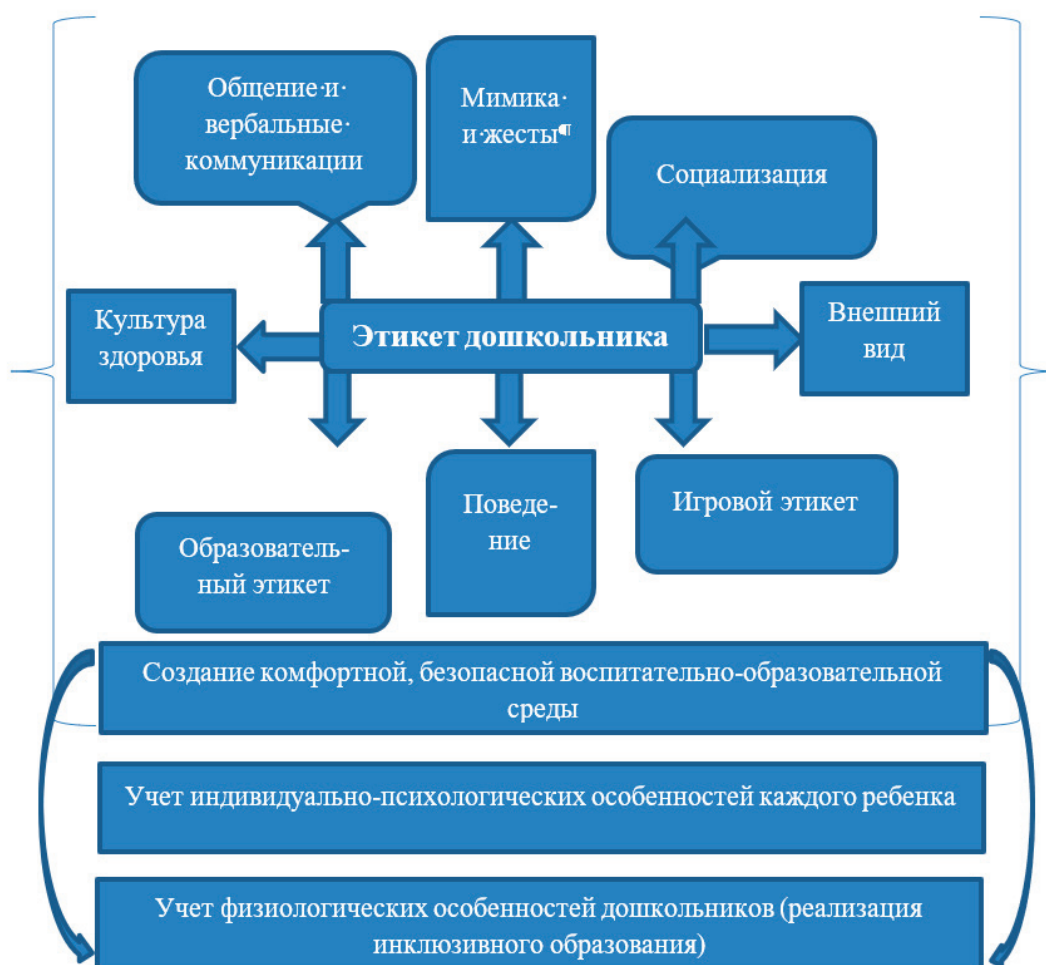 Общение·и·
вербальные·
коммуникации
Мимика·
и·жесты¶
Социализация
Культура
здоровья
Этикет дошкольника
Внешний
вид
Образователь-
ный этикет
Поведе-
ние
Игровой этикет
Создание комфортной, безопасной воспитательно-образовательной
среды
Учет индивидуально-психологических особенностей каждого ребенка
Учет физиологических особенностей дошкольников (реализация
инклюзивного образования)